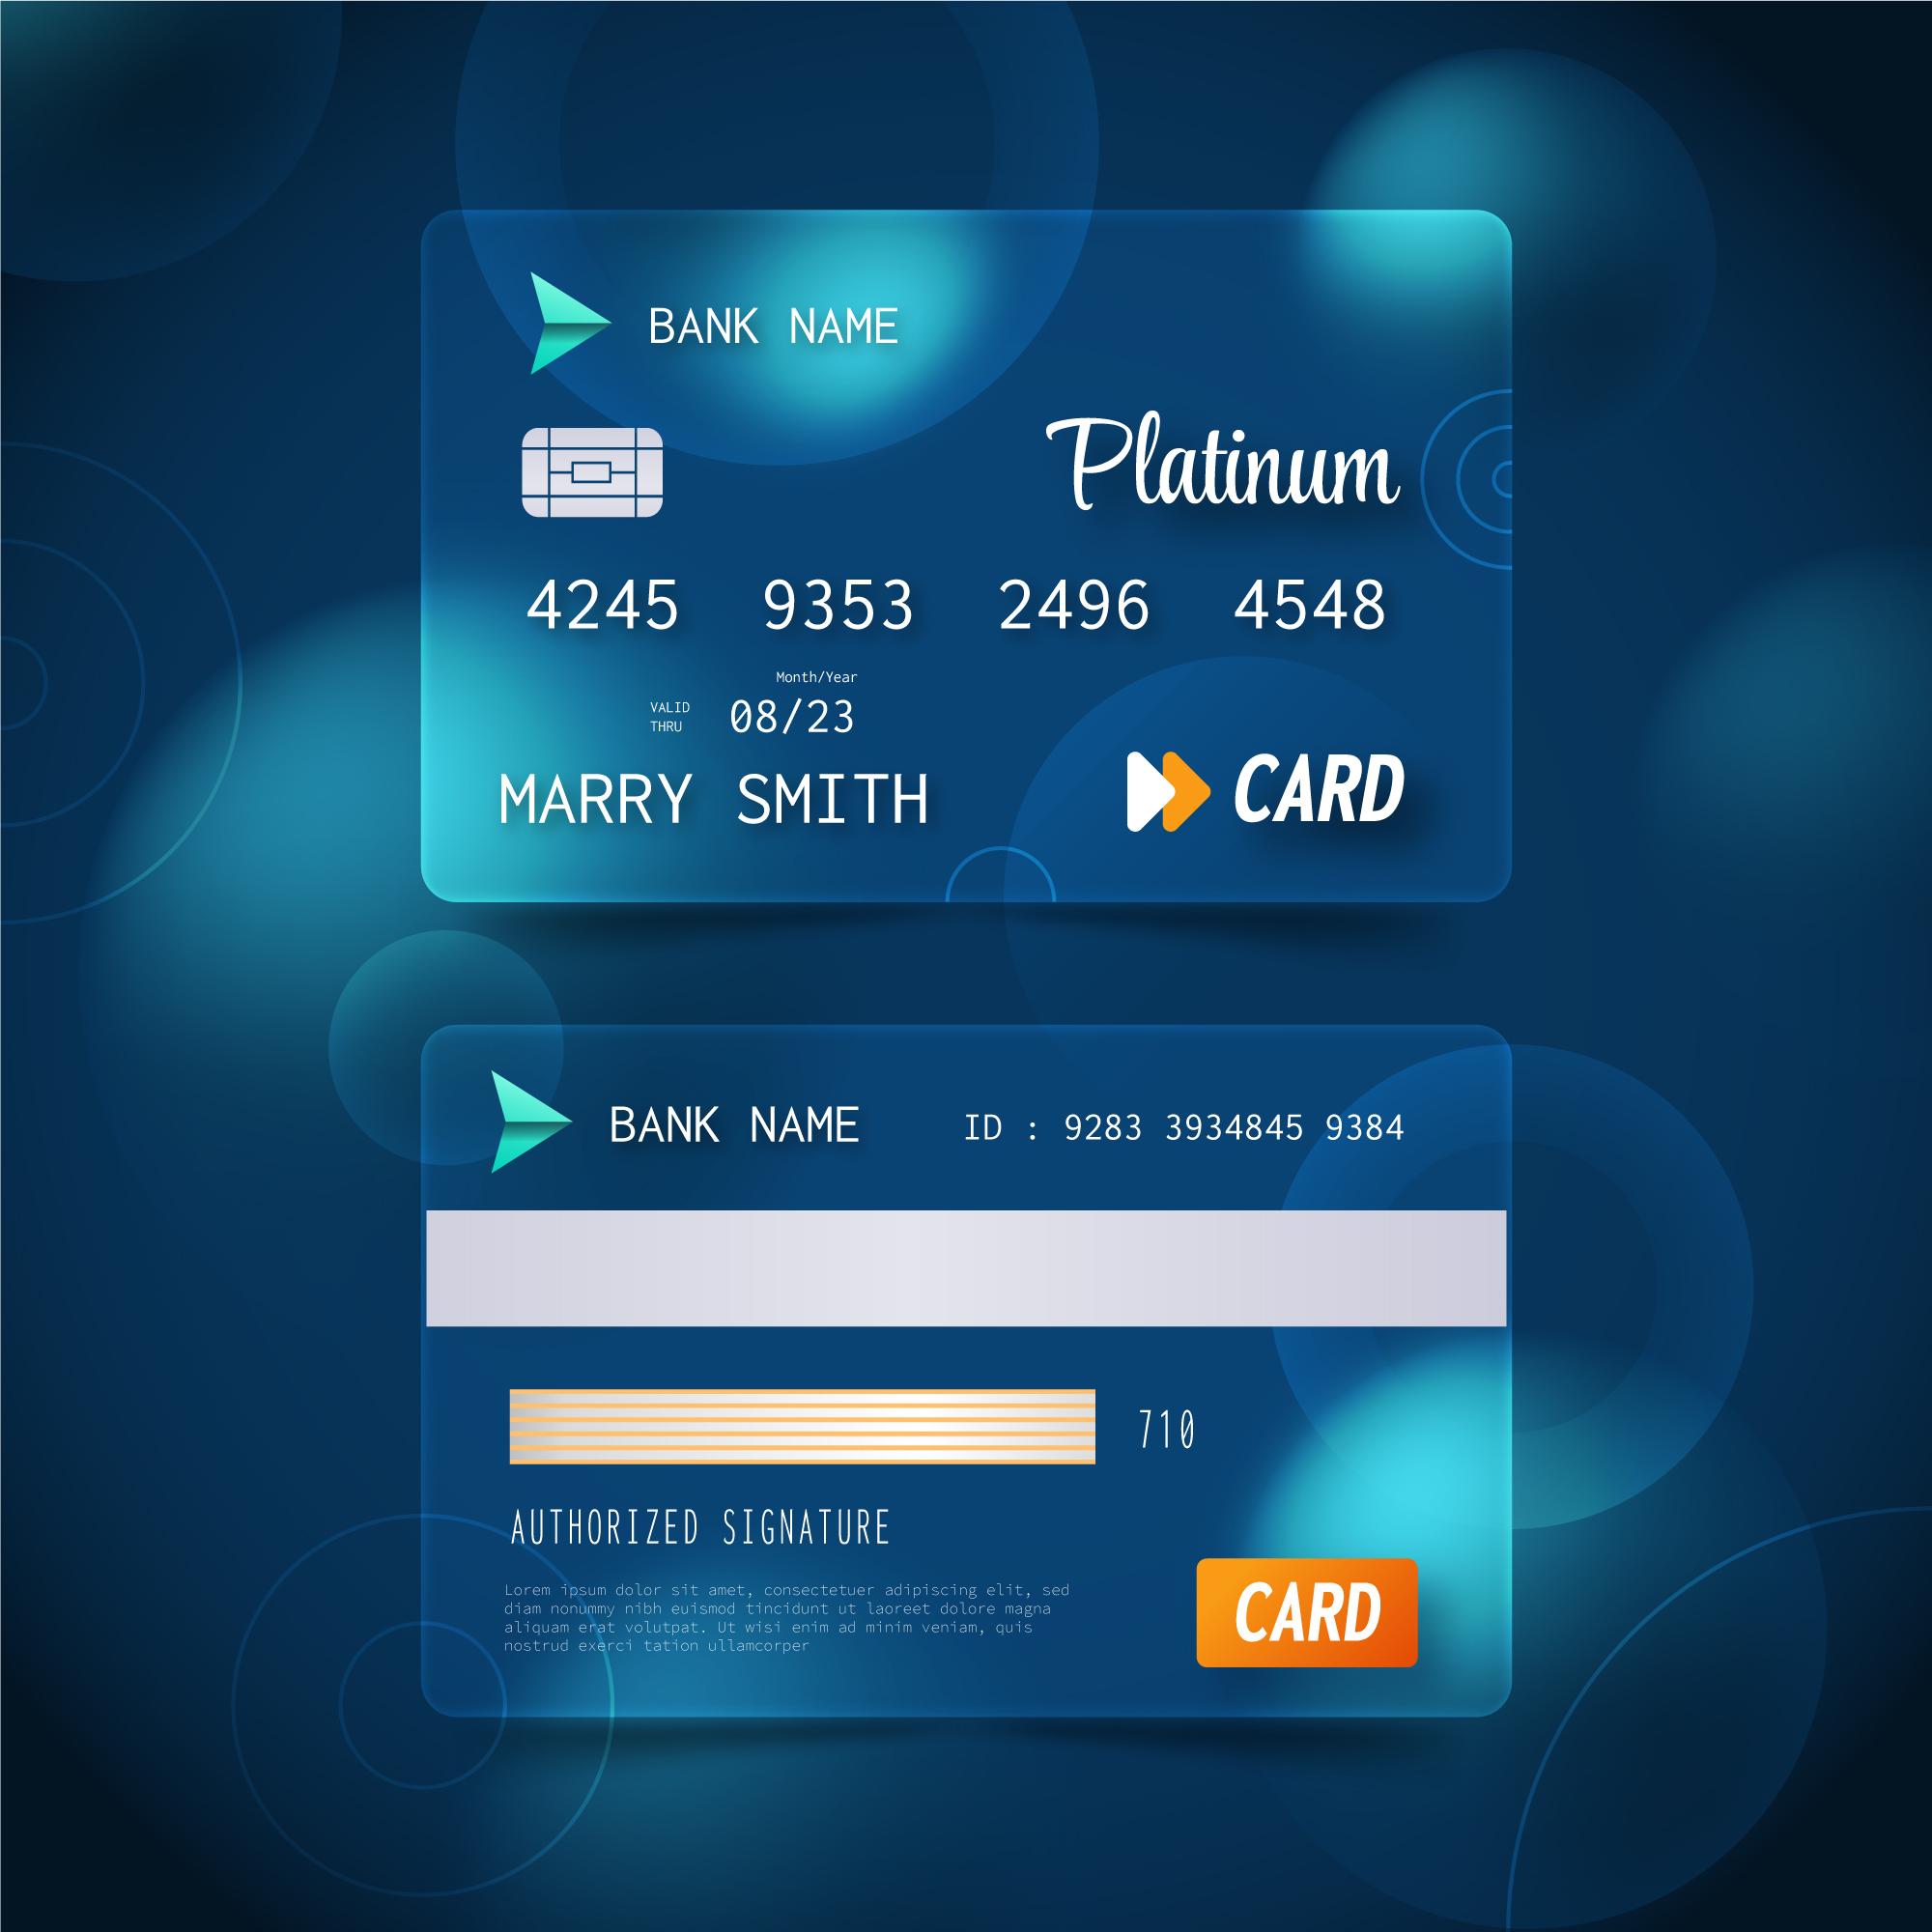 BANK NAME
Platinum
4245 9353 2496 4548
Month/Year
VALID
THRU
08/23
MARRY SMITH
CARD
BANK NAME
ID : 9283 3934845 9384
710
AUTHORIZED SIGNATURE
Lorem ipsum dolor sit amet, consectetuer adipiscing elit, sed
diam nonummy nibh euismod tincidunt ut laoreet dolore magna
aliquam erat volutpat. Ut wisi enim ad minim veniam, quis
nostrud exerci tation ullamcorper
CARD